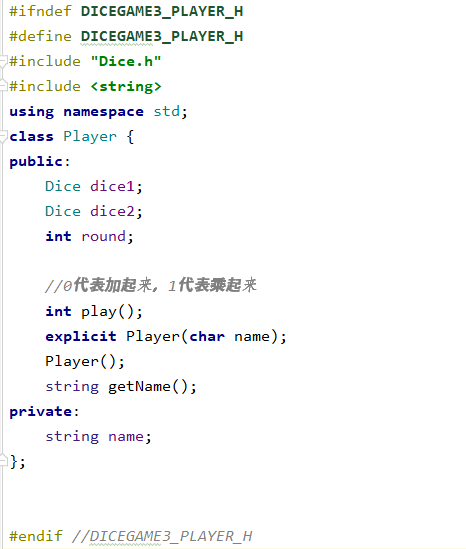 #ifndef DICEGAME3_PLAYER_H
#define DICEGAME3_PLAYER_H
#include "Dice.h"
#include <string>
using namespace std;
class Player {
public:
    Dice dice1;
    Dice dice2;
    int round;
    //0代表加起来，1代表乘起来
    int play();
    explicit Player(char name);
    Player();
    string getName();
private:
    string name;
};
#endif //DICEGAME3_PLAYER_H